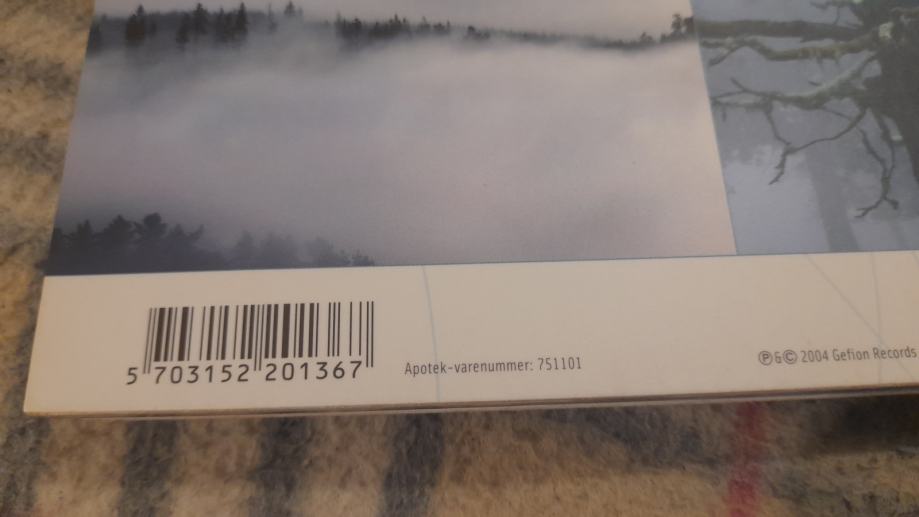 5 703152 201367
Apotek-varenummer: 751101
℗&© 2004 Gefion Records